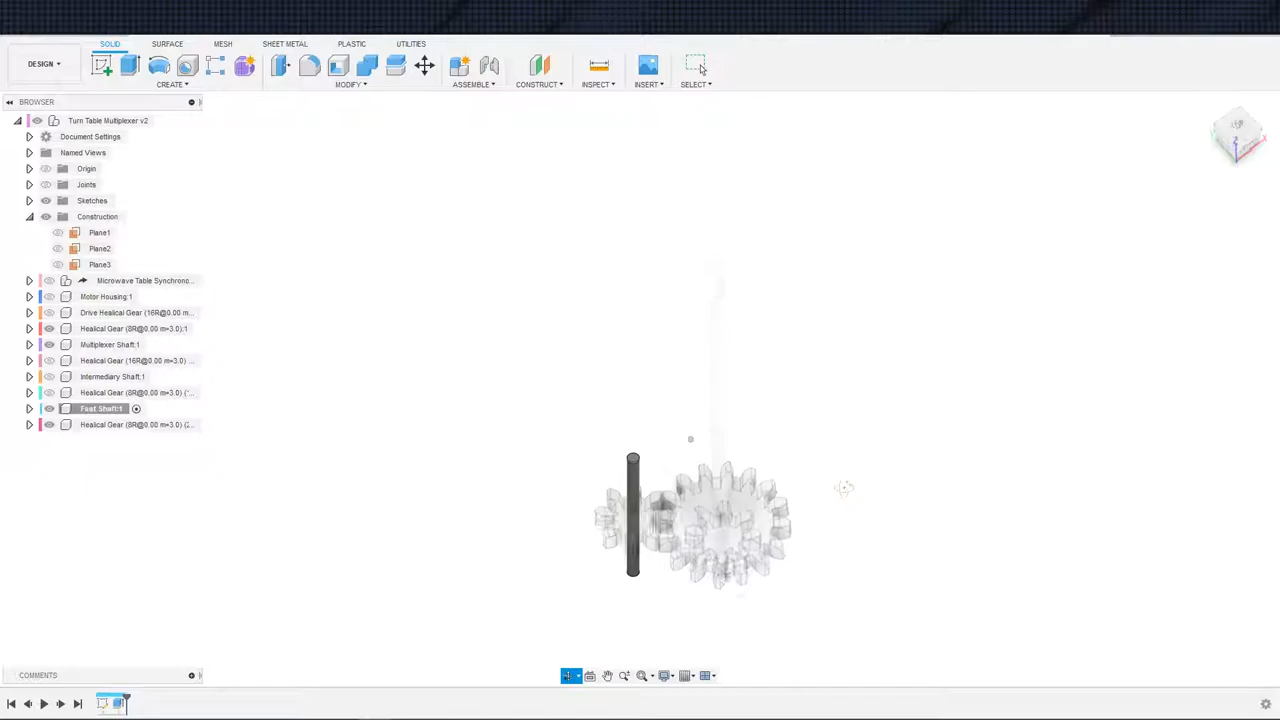 SOLID SURFACE MESH SHEET METAL PLASTIC UTILITIES
DESIGN
CREATE MODIFY ASSEMBLE CONSTRUCT INSPECT INSERT SELECT
BROWSER
Turn Table Multiplexer v2
Document Settings
Named Views
Origin
Joints
Sketches
Construction
Plane1
Plane2
Plane3
Microwave Table Synchrono...
Motor Housing:1
Drive Healical Gear (16R@0.00 m...
Healical Gear (8R@0.00 m=3.0):1
Multiplexer Shaft:1
Healical Gear (16R@0.00 m=3.0) ...
Intermediary Shaft:1
Healical Gear (8R@0.00 m=3.0) (...
Fast Shaft:1
Healical Gear (8R@0.00 m=3.0) (2...
COMMENTS